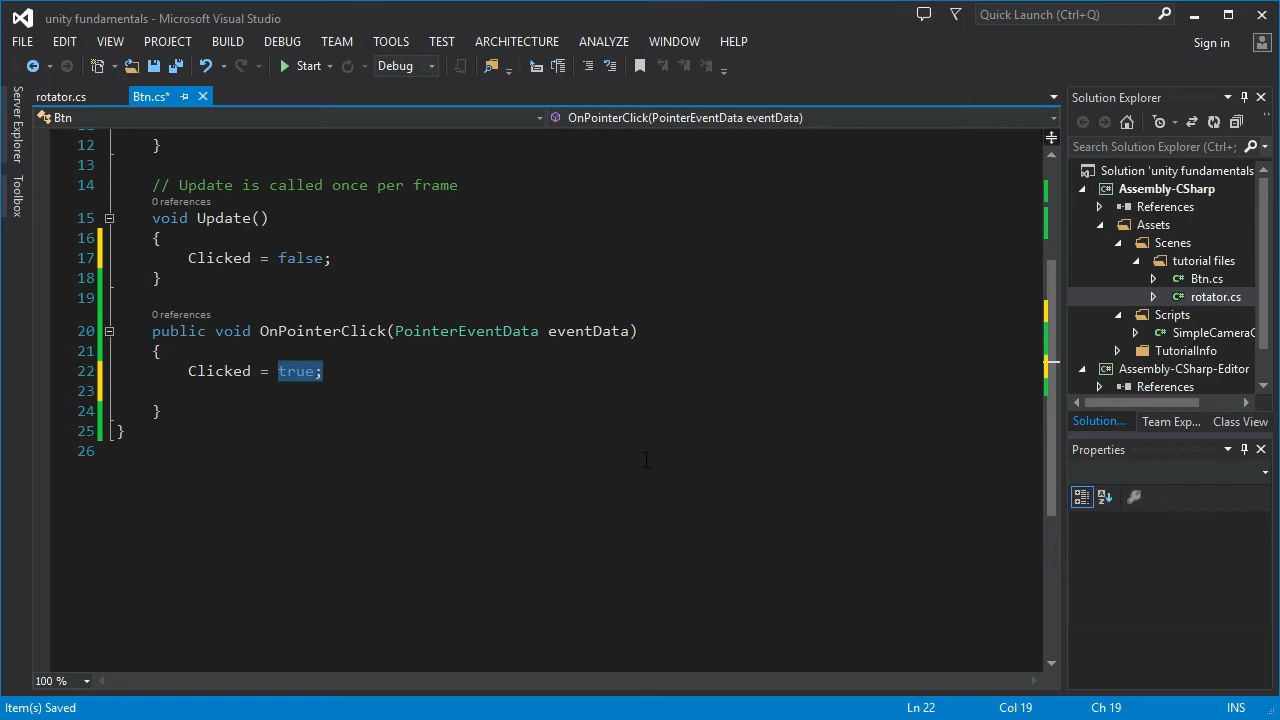 unity fundamentals - Microsoft Visual Studio
Quick Launch (Ctrl+Q)
FILE EDIT VIEW PROJECT BUILD DEBUG TEAM TOOLS TEST ARCHITECTURE ANALYZE WINDOW HELP
Sign in
Start
Debug
Server Explorer
Toolbox
rotator.cs
Btn.cs*
Btn
OnPointerClick(PointerEventData eventData)
12 }
13
14 // Update is called once per frame
0 references
15 void Update()
16 {
17 Clicked = false;
18 }
19
0 references
20 public void OnPointerClick(PointerEventData eventData)
21 {
22 Clicked = true;
23
24 }
25 }
26
100 %
Solution Explorer
Search Solution Explorer (Ctrl+;
Solution 'unity fundamentals
Assembly-CSharp
References
Assets
Scenes
tutorial files
C# Btn.cs
C# rotator.cs
Scripts
C# SimpleCameraC
TutorialInfo
Assembly-CSharp-Editor
References
Solution...
Team Exp...
Class View
Properties
Item(s) Saved
Ln 22
Col 19
Ch 19
INS